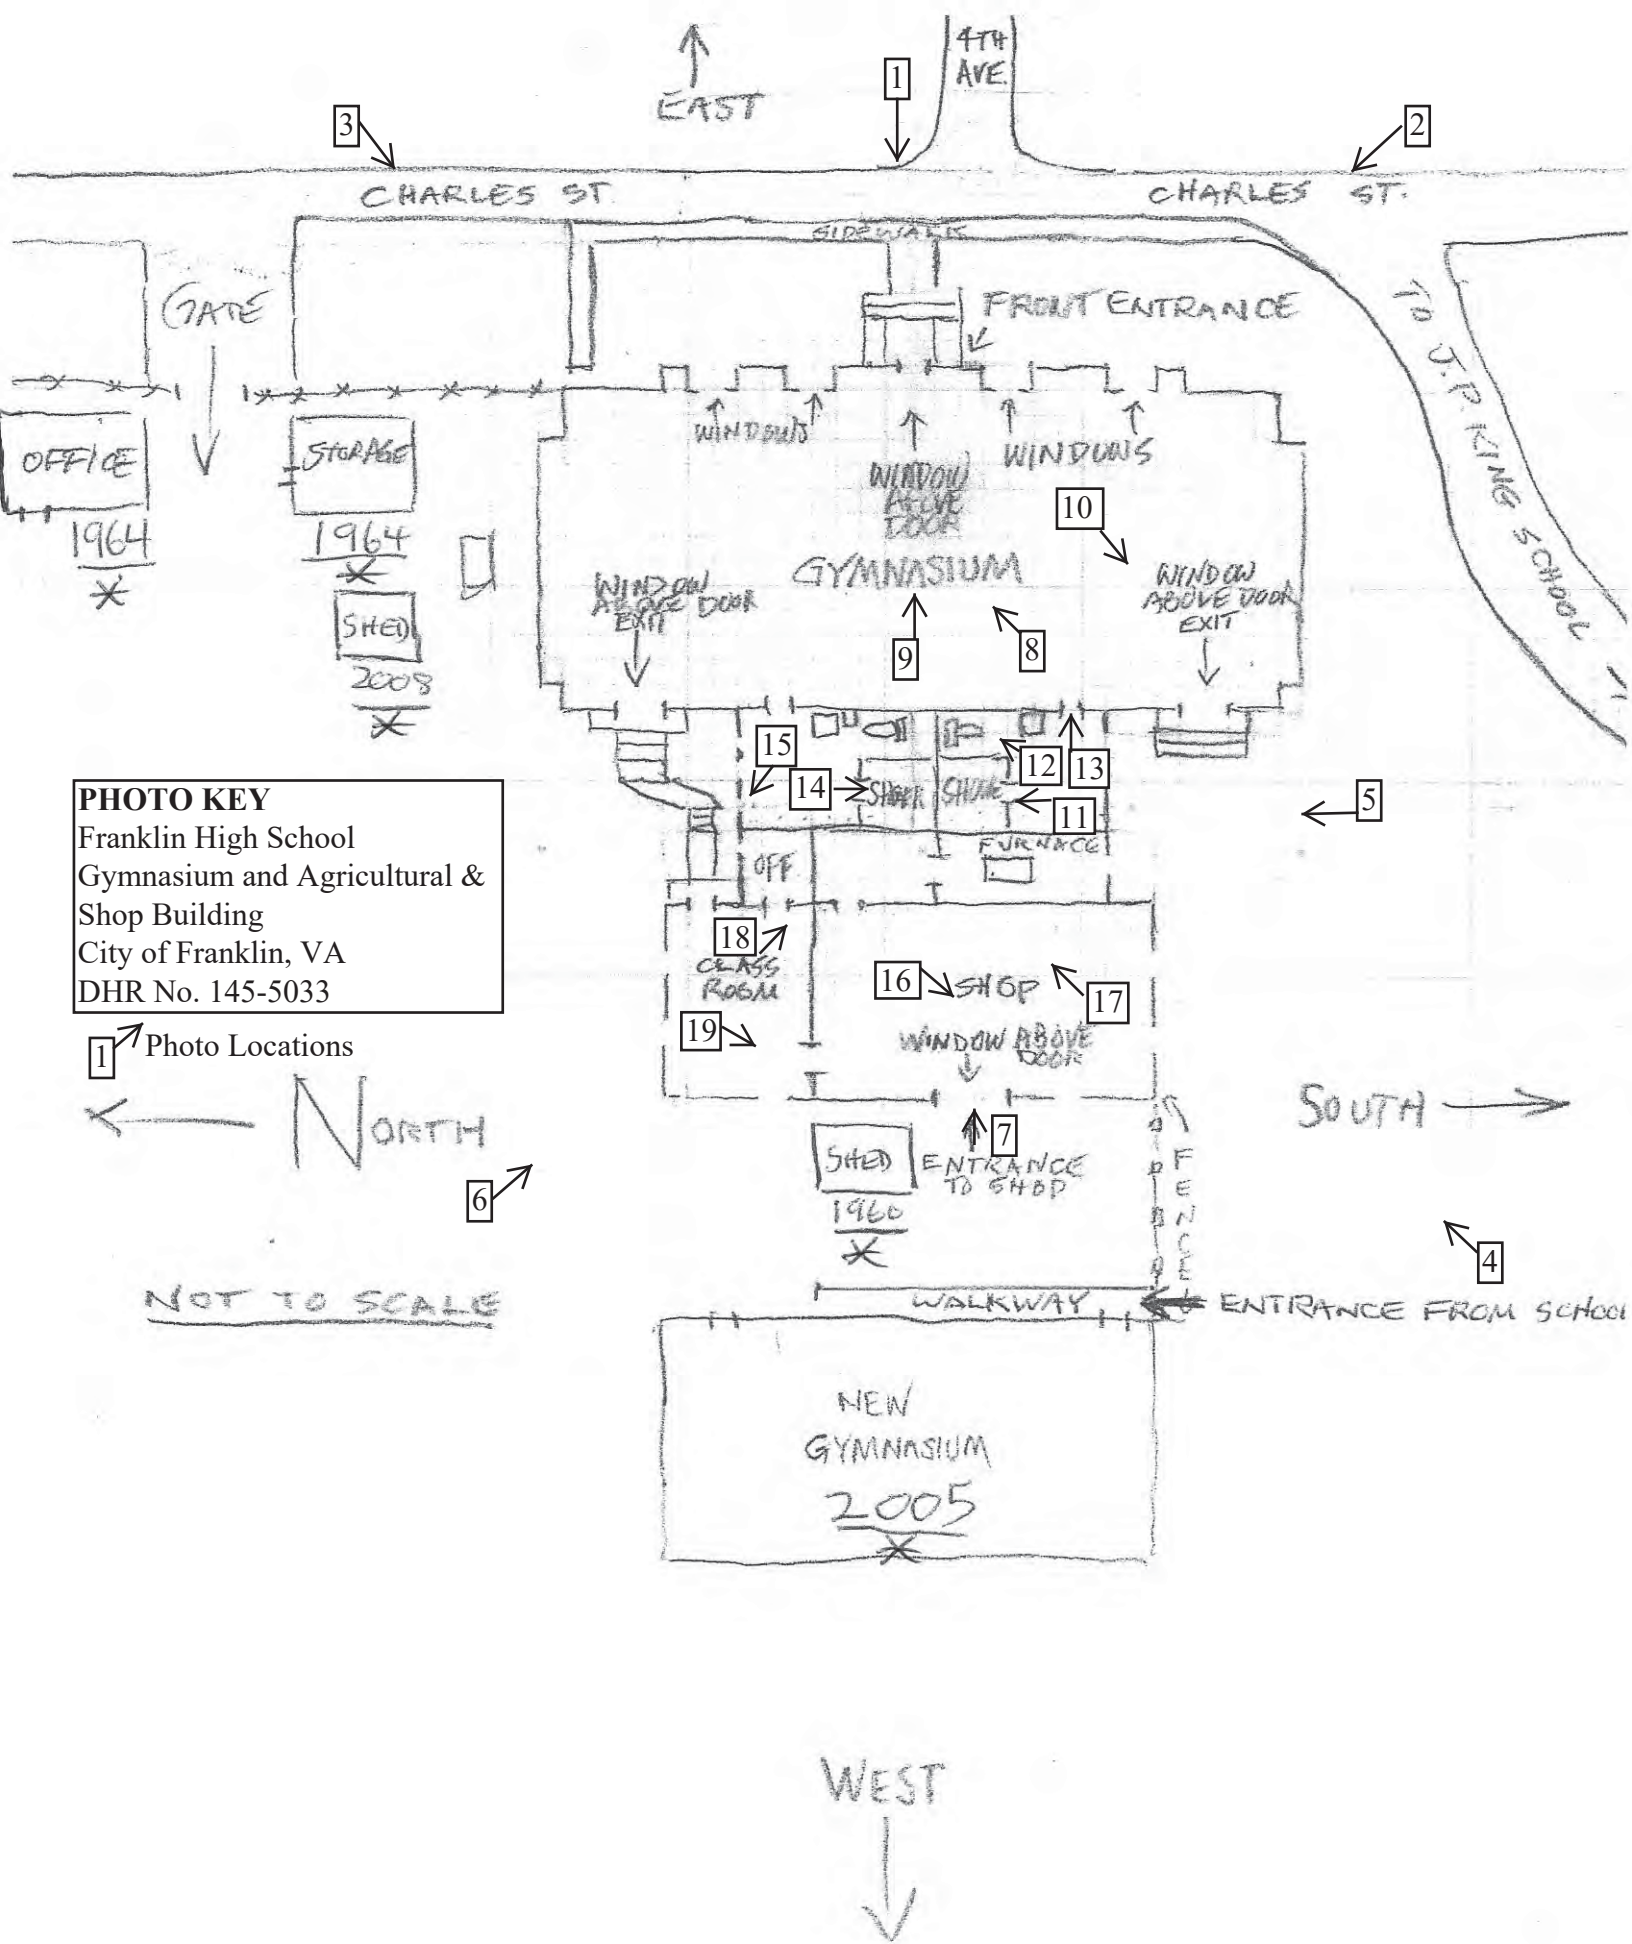 4TH
AVE.
1
EAST
3
2
CHARLES ST.
CHARLES ST.
SIDEWALK
GATE
FRONT ENTRANCE
TO J.P. KING SCHOOL
OFFICE
1964
STORAGE
1964
SHED
2008
WINDOWS
WINDOWS
WINDOW
ABOVE
DOOR
10
GYMNASIUM
WINDOW
ABOVE DOOR
EXIT
WINDOW
ABOVE DOOR
EXIT
9
8
15
14
12
13
11
5
FURNACE
OFF
PHOTO KEY
Franklin High School
Gymnasium and Agricultural &
Shop Building
City of Franklin, VA
DHR No. 145-5033
1
Photo Locations
18
CLASS
ROOM
16
SHOP
17
19
WINDOW ABOVE
DOOR
NORTH
SOUTH
7
SHED
1960
ENTRANCE
TO SHOP
FENCE
6
4
NOT TO SCALE
WALKWAY
ENTRANCE FROM SCHOOL
NEW
GYMNASIUM
2005
WEST